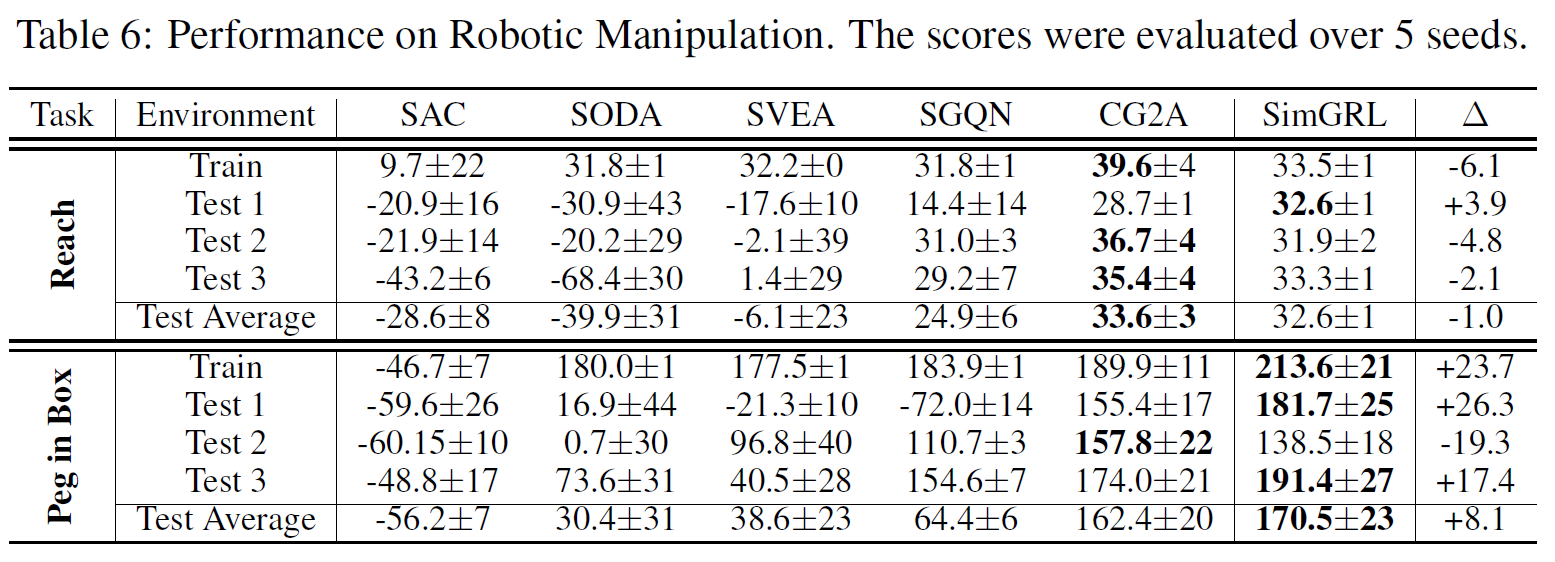 Table 6: Performance on Robotic Manipulation. The scores were evaluated over 5 seeds.
Task Environment SAC SODA SVEA SGQN CG2A SimGRL Δ
Reach
Train 9.7±22 31.8±1 32.2±0 31.8±1 39.6±4 33.5±1 -6.1
Test 1 -20.9±16 -30.9±43 -17.6±10 14.4±14 28.7±1 32.6±1 +3.9
Test 2 -21.9±14 -20.2±29 -2.1±39 31.0±3 36.7±4 31.9±2 -4.8
Test 3 -43.2±6 -68.4±30 1.4±29 29.2±7 35.4±4 33.3±1 -2.1
Test Average -28.6±8 -39.9±31 -6.1±23 24.9±6 33.6±3 32.6±1 -1.0
Peg in Box
Train -46.7±7 180.0±1 177.5±1 183.9±1 189.9±11 213.6±21 +23.7
Test 1 -59.6±26 16.9±44 -21.3±10 -72.0±14 155.4±17 181.7±25 +26.3
Test 2 -60.15±10 0.7±30 96.8±40 110.7±3 157.8±22 138.5±18 -19.3
Test 3 -48.8±17 73.6±31 40.5±28 154.6±7 174.0±21 191.4±27 +17.4
Test Average -56.2±7 30.4±31 38.6±23 64.4±6 162.4±20 170.5±23 +8.1